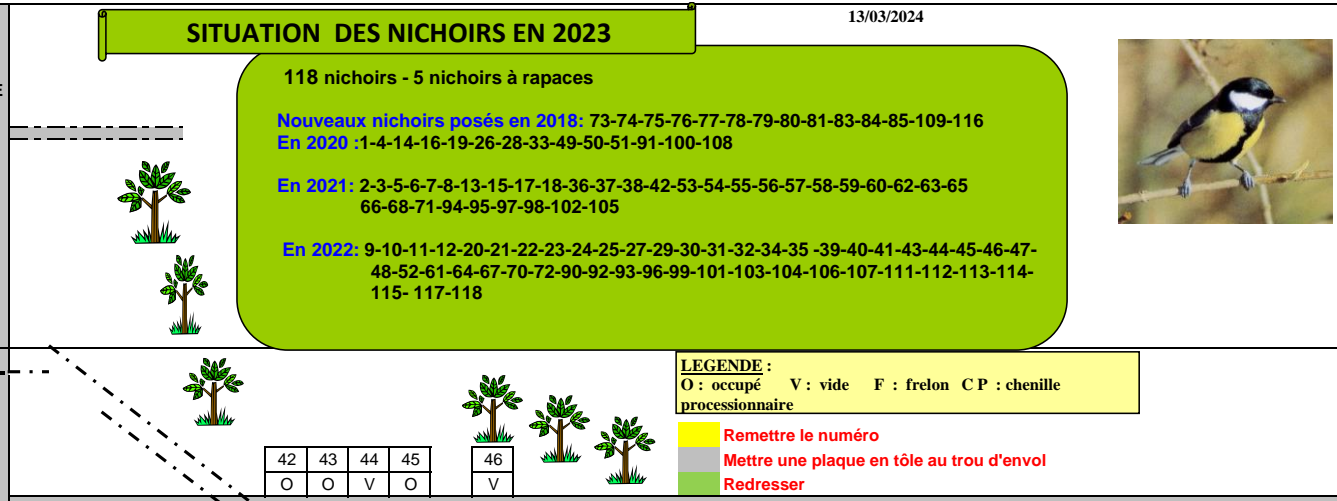 13/03/2024
SITUATION DES NICHOIRS EN 2023
E
118 nichoirs - 5 nichoirs à rapaces
Nouveaux nichoirs posés en 2018: 73-74-75-76-77-78-79-80-81-83-84-85-109-116
En 2020 :1-4-14-16-19-26-28-33-49-50-51-91-100-108
En 2021: 2-3-5-6-7-8-13-15-17-18-36-37-38-42-53-54-55-56-57-58-59-60-62-63-65
66-68-71-94-95-97-98-102-105
En 2022: 9-10-11-12-20-21-22-23-24-25-27-29-30-31-32-34-35 -39-40-41-43-44-45-46-47-
48-52-61-64-67-70-72-90-92-93-96-99-101-103-104-106-107-111-112-113-114-
115- 117-118
LEGENDE :
O : occupé V : vide F : frelon C P : chenille
processionnaire
Remettre le numéro
Mettre une plaque en tôle au trou d'envol
Redresser
42 43 44 45 46
O O V O V